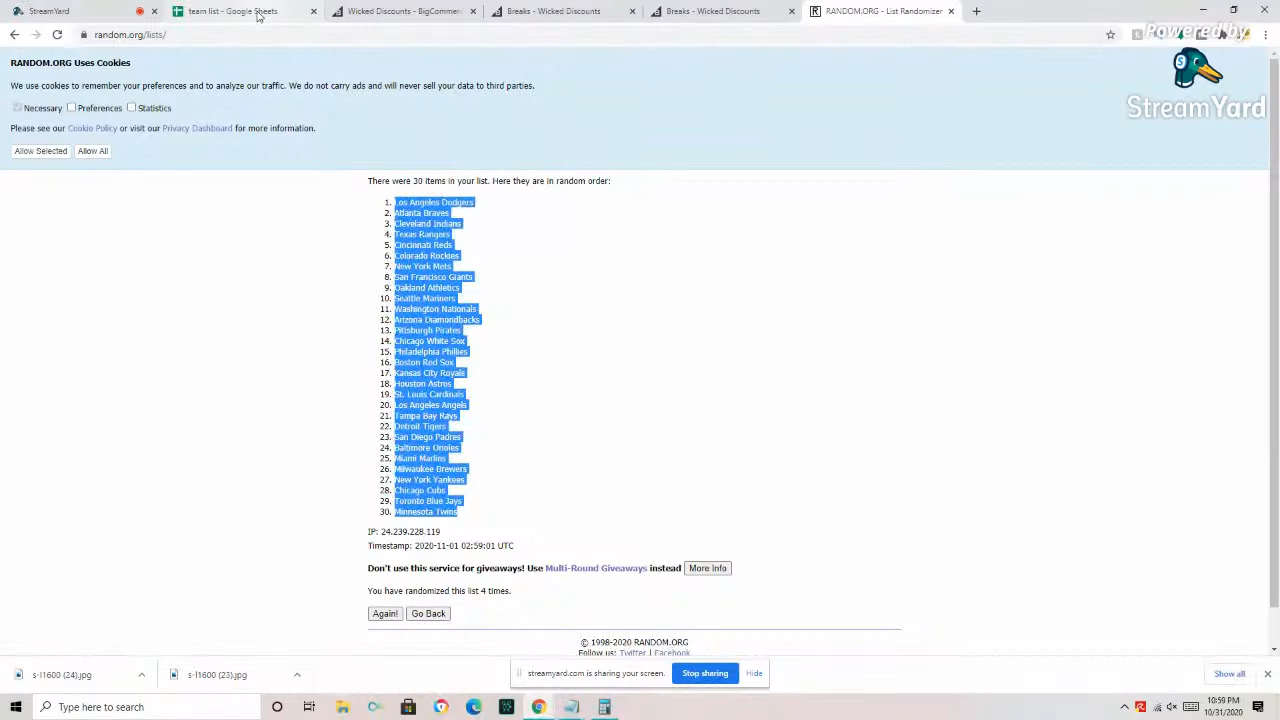 StreamYard
team list - Google Sheets
Wicked Discounts - BigCommerc
Breaks - Wicked Discounts
Breaks - Wicked Discounts
RANDOM.ORG - List Randomizer
random.org/lists/
Powered by
StreamYard
RANDOM.ORG Uses Cookies
We use cookies to remember your preferences and to analyze our traffic. We do not carry ads and will never sell your data to third parties.
Necessary Preferences Statistics
Please see our Cookie Policy or visit our Privacy Dashboard for more information.
Allow Selected Allow All
There were 30 items in your list. Here they are in random order:
1. Los Angeles Dodgers
2. Atlanta Braves
3. Cleveland Indians
4. Texas Rangers
5. Cincinnati Reds
6. Colorado Rockies
7. New York Mets
8. San Francisco Giants
9. Oakland Athletics
10. Seattle Mariners
11. Washington Nationals
12. Arizona Diamondbacks
13. Pittsburgh Pirates
14. Chicago White Sox
15. Philadelphia Phillies
16. Boston Red Sox
17. Kansas City Royals
18. Houston Astros
19. St. Louis Cardinals
20. Los Angeles Angels
21. Tampa Bay Rays
22. Detroit Tigers
23. San Diego Padres
24. Baltimore Orioles
25. Miami Marlins
26. Milwaukee Brewers
27. New York Yankees
28. Chicago Cubs
29. Toronto Blue Jays
30. Minnesota Twins
IP: 24.239.228.119
Timestamp: 2020-11-01 02:59:01 UTC
Don't use this service for giveaways! Use Multi-Round Giveaways instead More Info
You have randomized this list 4 times.
Again! Go Back
© 1998-2020 RANDOM.ORG
Follow us: Twitter | Facebook
s-l1600 (24).jpg
s-l1600 (23).jpg
streamyard.com is sharing your screen.
Stop sharing
Hide
Show all
Type here to search
10:59 PM
10/31/2020